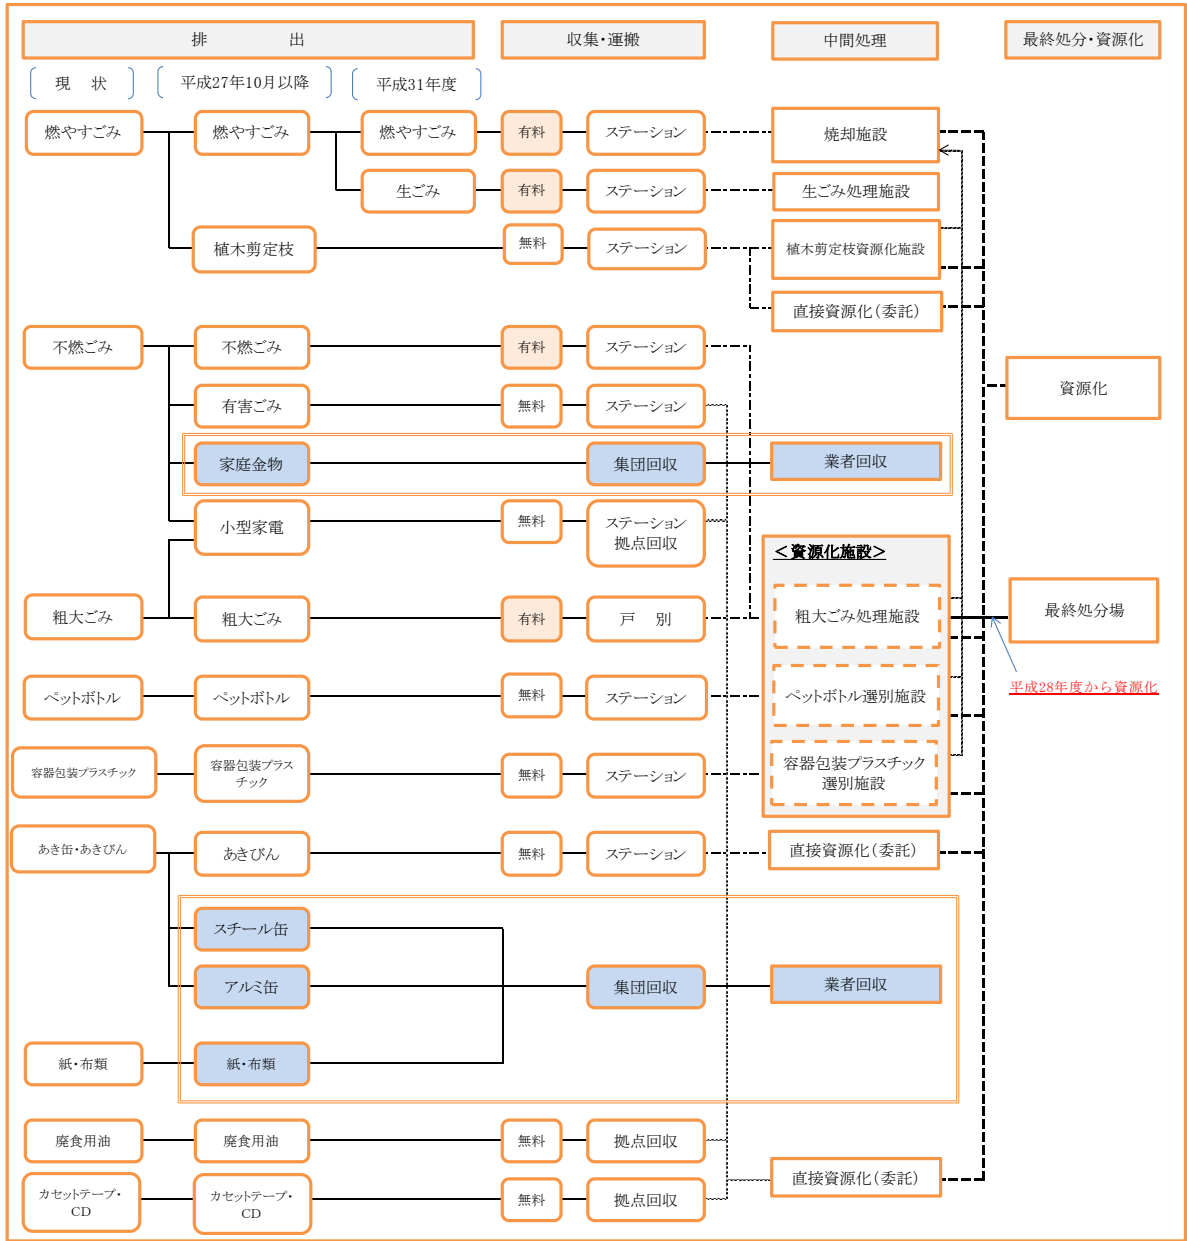 排　　出
収集・運搬
中間処理
最終処分・資源化
現　状
平成27年10月以降
平成31年度
燃やすごみ
燃やすごみ
燃やすごみ
有料
ステーション
焼却施設
生ごみ
有料
ステーション
生ごみ処理施設
植木剪定枝
無料
ステーション
植木剪定枝資源化施設
直接資源化（委託）
不燃ごみ
不燃ごみ
有料
ステーション
資源化
有害ごみ
無料
ステーション
家庭金物
集団回収
業者回収
小型家電
無料
ステーション
拠点回収
＜資源化施設＞
粗大ごみ
粗大ごみ
有料
戸　別
粗大ごみ処理施設
最終処分場
平成28年度から資源化
ペットボトル
ペットボトル
無料
ステーション
ペットボトル選別施設
容器包装プラスチック
容器包装プラス
チック
無料
ステーション
容器包装プラスチック
選別施設
あき缶・あきびん
あきびん
無料
ステーション
直接資源化（委託）
スチール缶
アルミ缶
集団回収
業者回収
紙・布類
紙・布類
廃食用油
廃食用油
無料
拠点回収
直接資源化（委託）
カセットテープ・
CD
カセットテープ・
CD
無料
拠点回収